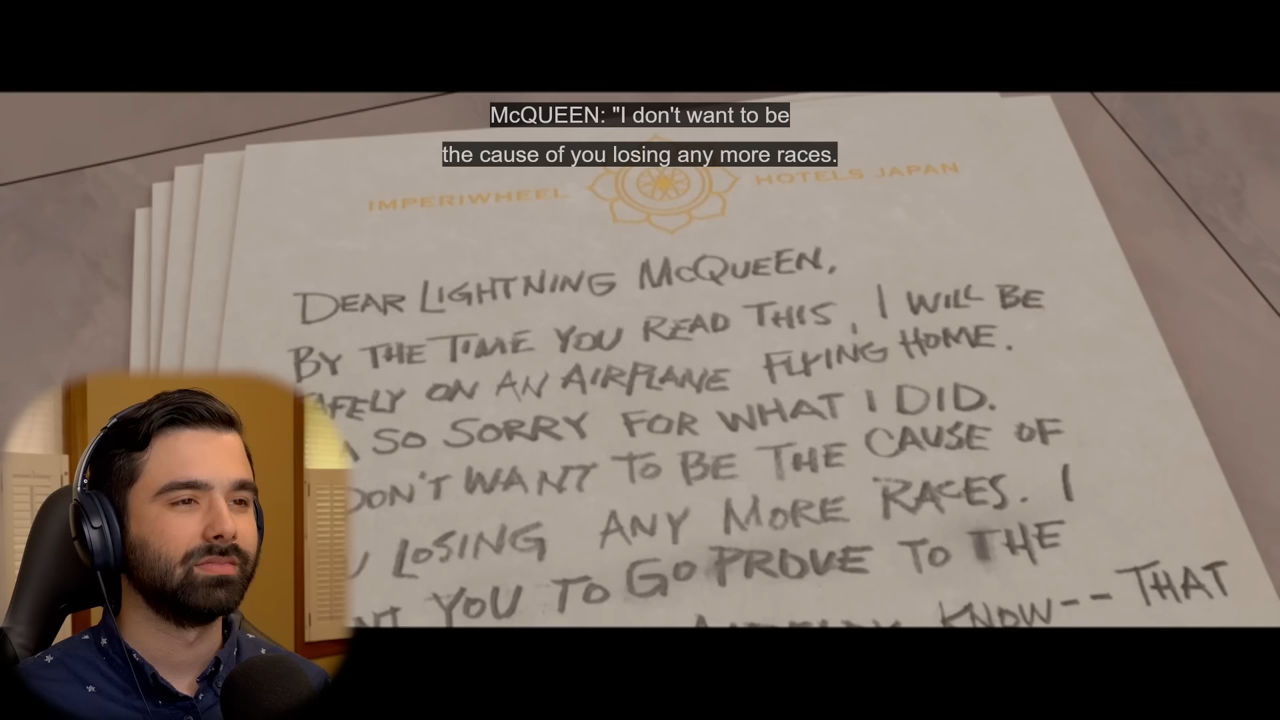 McQUEEN: "I don't want to be
the cause of you losing any more races.
IMPERIWHEEL HOTELS JAPAN
DEAR LIGHTNING McQUEEN,
BY THE TIME YOU READ THIS, I WILL BE
AFELY ON AN AIRPLANE FLYING HOME.
SO SORRY FOR WHAT I DID.
DON'T WANT TO BE THE CAUSE OF
LOSING ANY MORE RACES. I
YOU TO GO PROVE TO THE
KNOW-- THAT